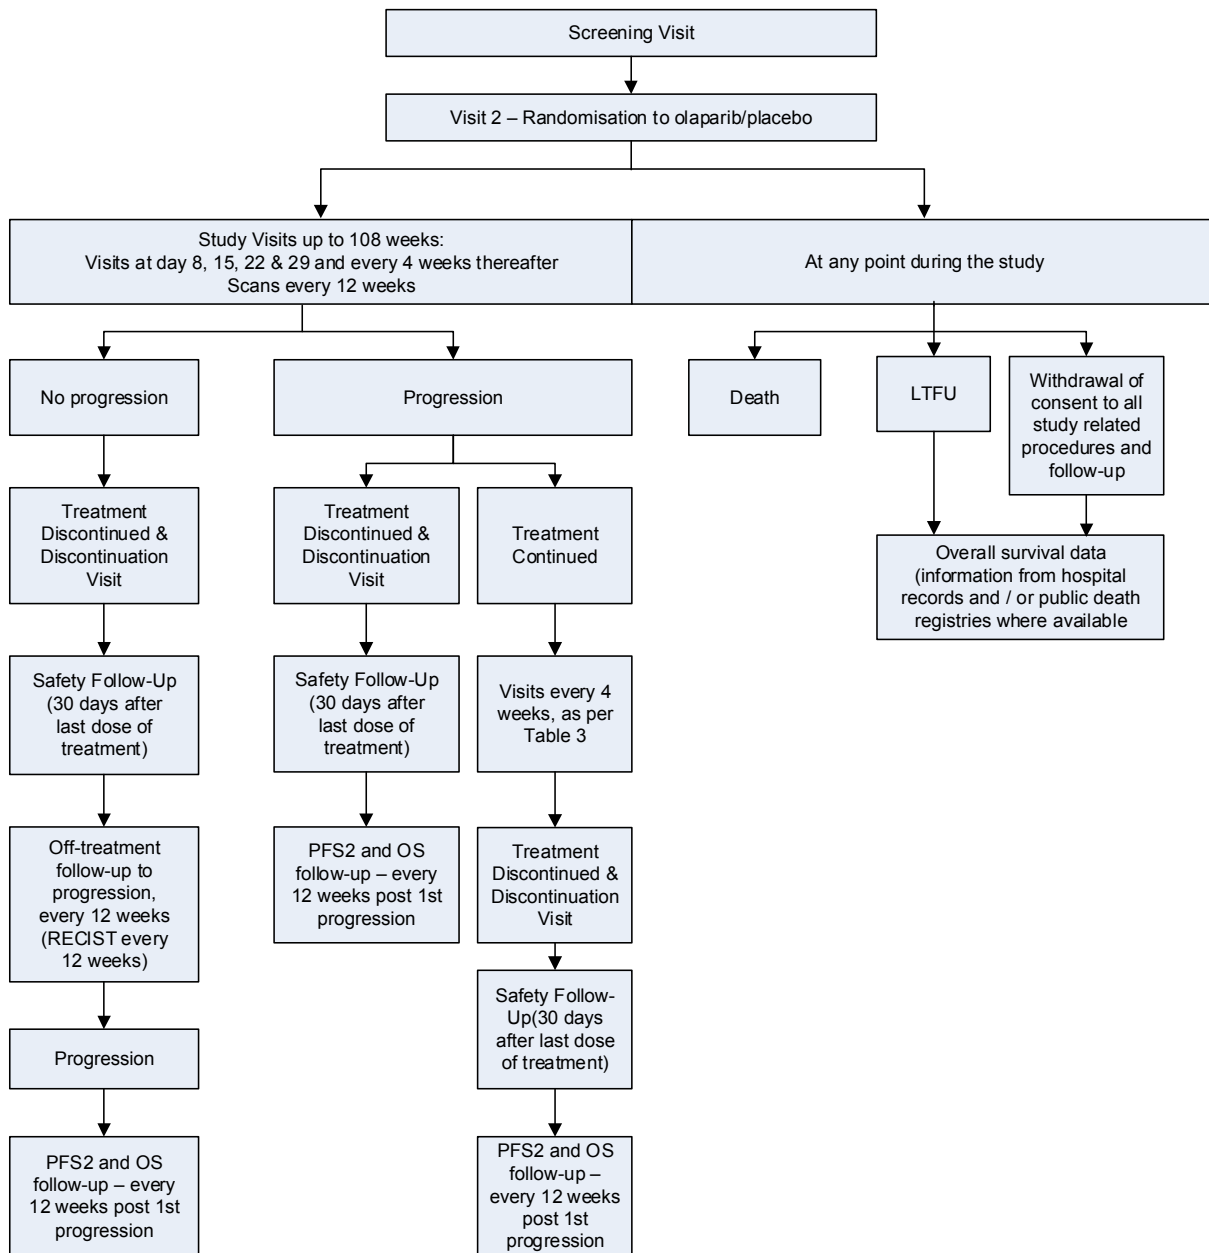 Screening Visit
Visit 2 – Randomisation to olaparib/placebo
Study Visits up to 108 weeks:
Visits at day 8, 15, 22 & 29 and every 4 weeks thereafter
Scans every 12 weeks
At any point during the study
No progression
Progression
Death
LTFU
Withdrawal of
consent to all
study related
procedures and
follow-up
Treatment
Discontinued &
Discontinuation
Visit
Treatment
Discontinued &
Discontinuation
Visit
Treatment
Continued
Overall survival data
(information from hospital
records and / or public death
registries where available
Safety Follow-Up
(30 days after
last dose of
treatment)
Safety Follow-Up
(30 days after
last dose of
treatment)
Visits every 4
weeks, as per
Table 3
Off-treatment
follow-up to
progression,
every 12 weeks
(RECIST every
12 weeks)
PFS2 and OS
follow-up – every
12 weeks post 1st
progression
Treatment
Discontinued &
Discontinuation
Visit
Safety Follow-
Up(30 days
after last dose
of treatment)
Progression
PFS2 and OS
follow-up – every
12 weeks post 1st
progression
PFS2 and OS
follow-up –
every 12 weeks
post 1st
progression